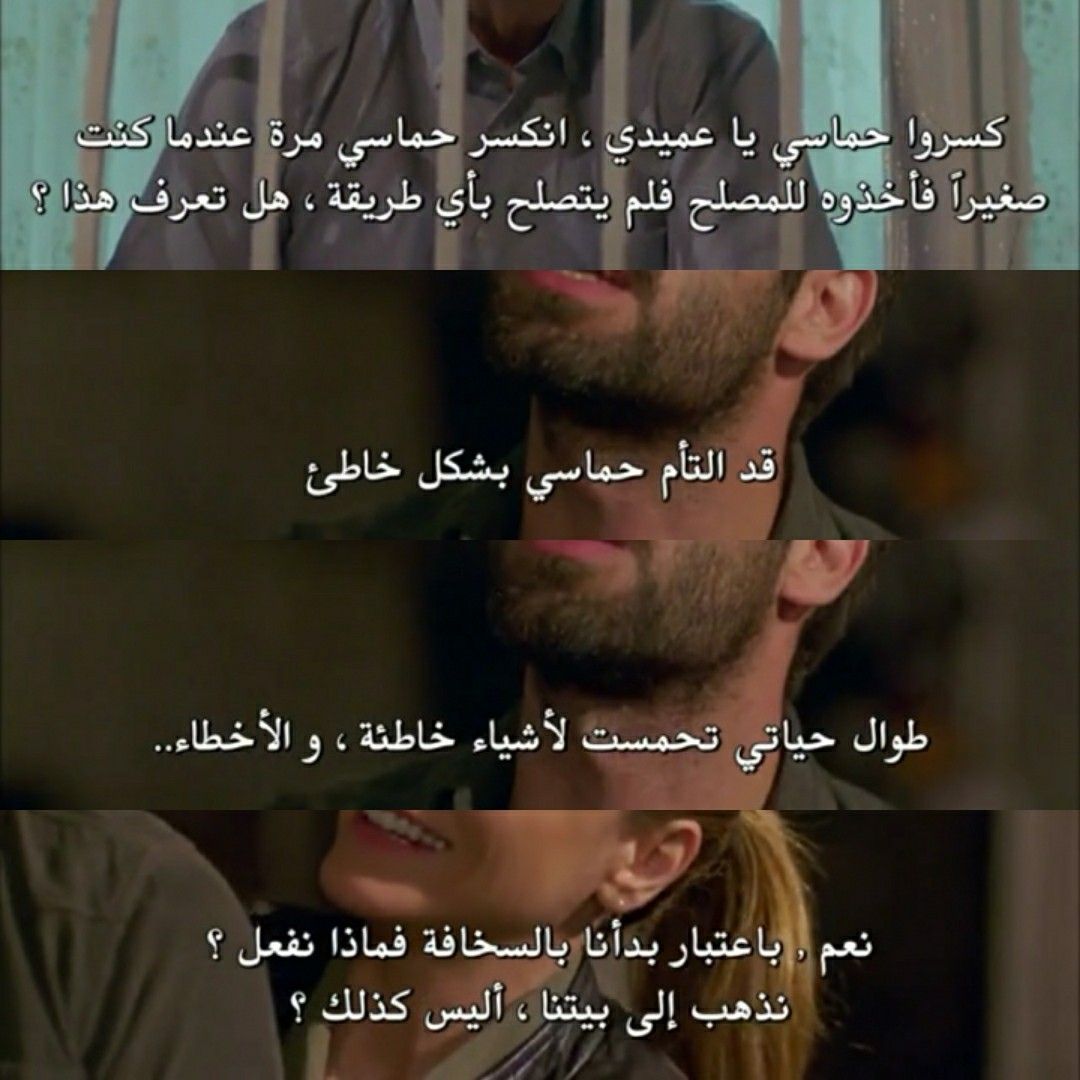 كسروا حماسي يا عميدي ، انكسر حماسي مرة عندما كنت
صغيراً فأخذوه للمصلح فلم يتصلح بأي طريقة ، هل تعرف هذا ؟
قد التأم حماسي بشكل خاطئ
طوال حياتي تحمست لأشياء خاطئة ، و الأخطاء..
نعم , باعتبار بدأنا بالسخافة فماذا نفعل ؟
نذهب إلى بيتنا ، أليس كذلك ؟